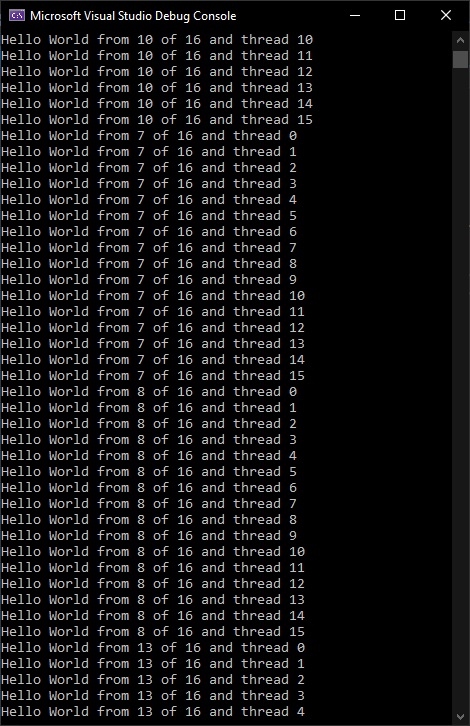 Microsoft Visual Studio Debug Console
Hello World from 10 of 16 and thread 10
Hello World from 10 of 16 and thread 11
Hello World from 10 of 16 and thread 12
Hello World from 10 of 16 and thread 13
Hello World from 10 of 16 and thread 14
Hello World from 10 of 16 and thread 15
Hello World from 7 of 16 and thread 0
Hello World from 7 of 16 and thread 1
Hello World from 7 of 16 and thread 2
Hello World from 7 of 16 and thread 3
Hello World from 7 of 16 and thread 4
Hello World from 7 of 16 and thread 5
Hello World from 7 of 16 and thread 6
Hello World from 7 of 16 and thread 7
Hello World from 7 of 16 and thread 8
Hello World from 7 of 16 and thread 9
Hello World from 7 of 16 and thread 10
Hello World from 7 of 16 and thread 11
Hello World from 7 of 16 and thread 12
Hello World from 7 of 16 and thread 13
Hello World from 7 of 16 and thread 14
Hello World from 7 of 16 and thread 15
Hello World from 8 of 16 and thread 0
Hello World from 8 of 16 and thread 1
Hello World from 8 of 16 and thread 2
Hello World from 8 of 16 and thread 3
Hello World from 8 of 16 and thread 4
Hello World from 8 of 16 and thread 5
Hello World from 8 of 16 and thread 6
Hello World from 8 of 16 and thread 7
Hello World from 8 of 16 and thread 8
Hello World from 8 of 16 and thread 9
Hello World from 8 of 16 and thread 10
Hello World from 8 of 16 and thread 11
Hello World from 8 of 16 and thread 12
Hello World from 8 of 16 and thread 13
Hello World from 8 of 16 and thread 14
Hello World from 8 of 16 and thread 15
Hello World from 13 of 16 and thread 0
Hello World from 13 of 16 and thread 1
Hello World from 13 of 16 and thread 2
Hello World from 13 of 16 and thread 3
Hello World from 13 of 16 and thread 4